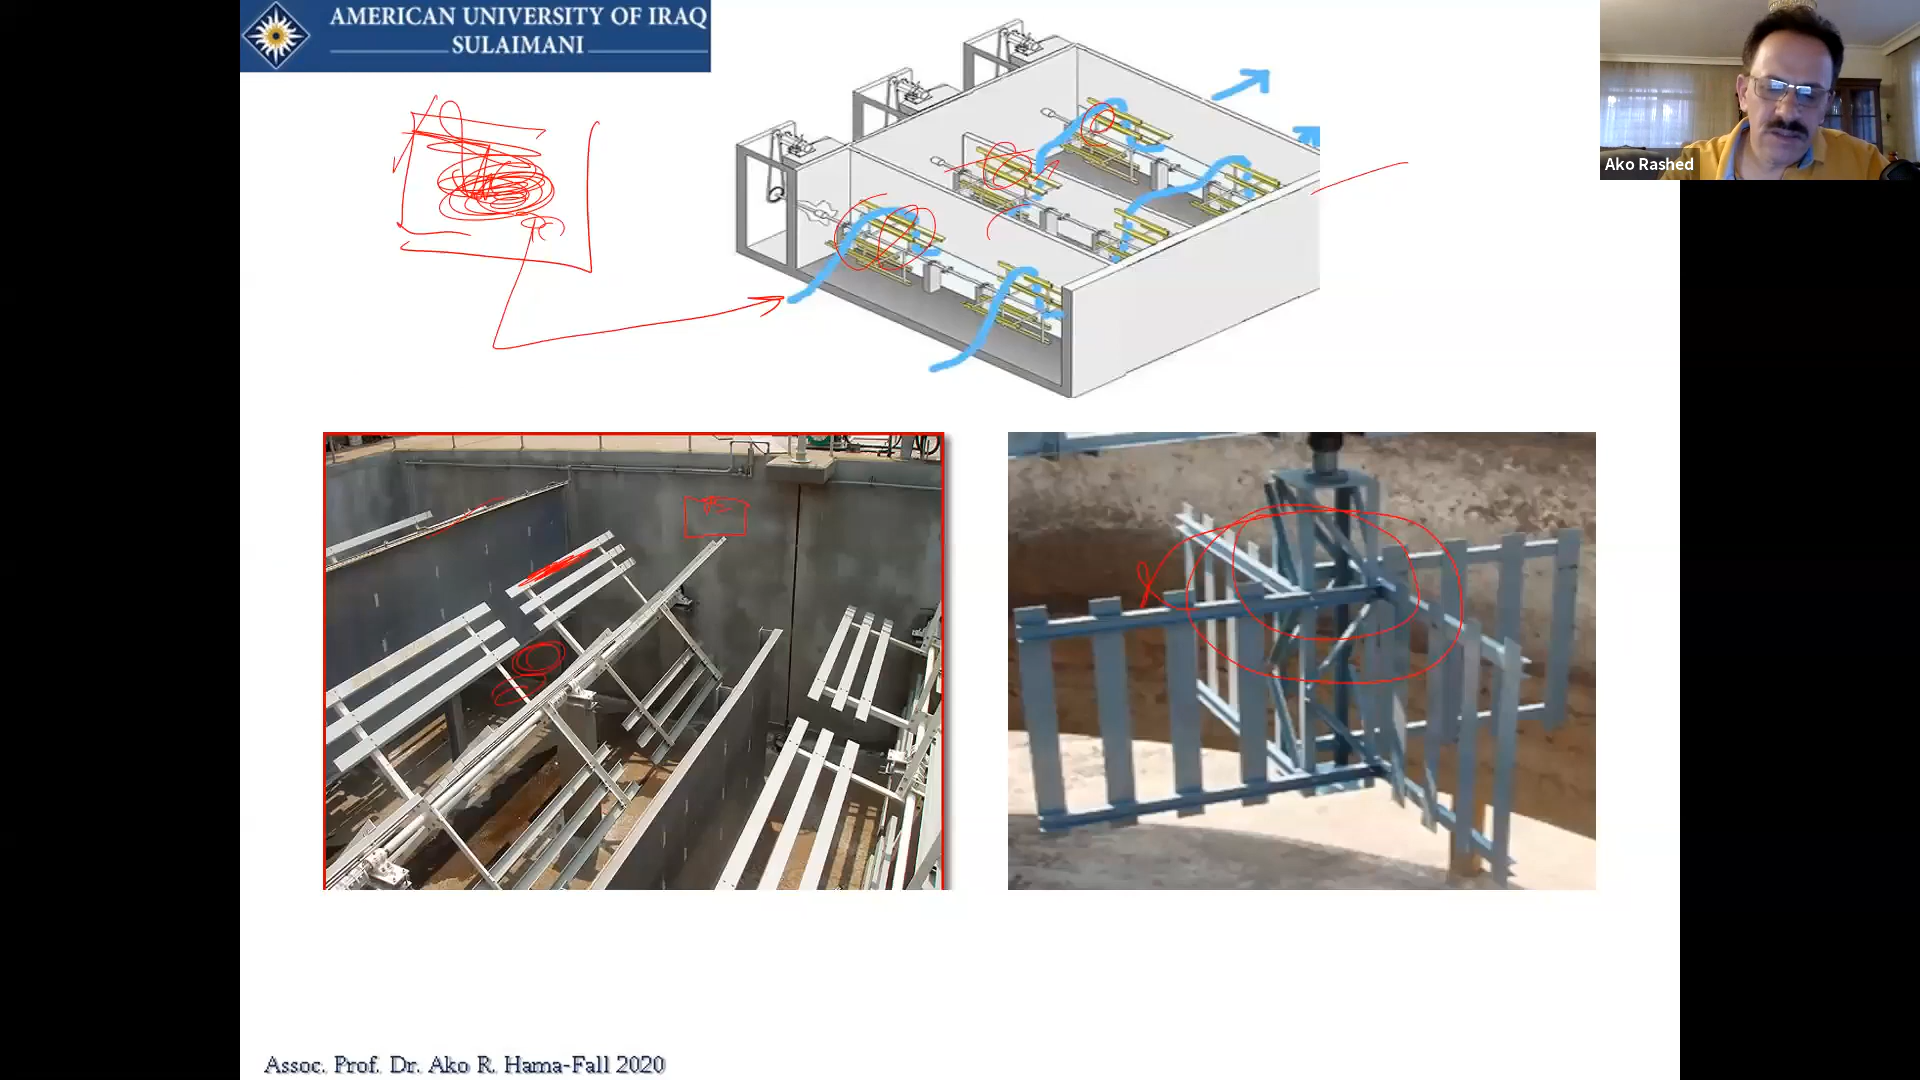 AMERICAN UNIVERSITY OF IRAQ
SULAIMANI
Ako Rashed
Assoc. Prof. Dr. Ako R. Hama-Fall 2020